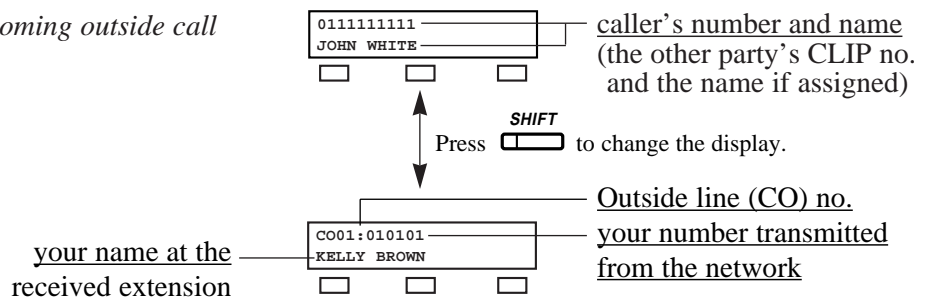 oming outside call
0111111111
JOHN WHITE
caller's number and name
(the other party's CLIP no.
and the name if assigned)
SHIFT
Press to change the display.
Outside line (CO) no.
CO01:010101
your number transmitted
from the network
your name at the
received extension
KELLY BROWN